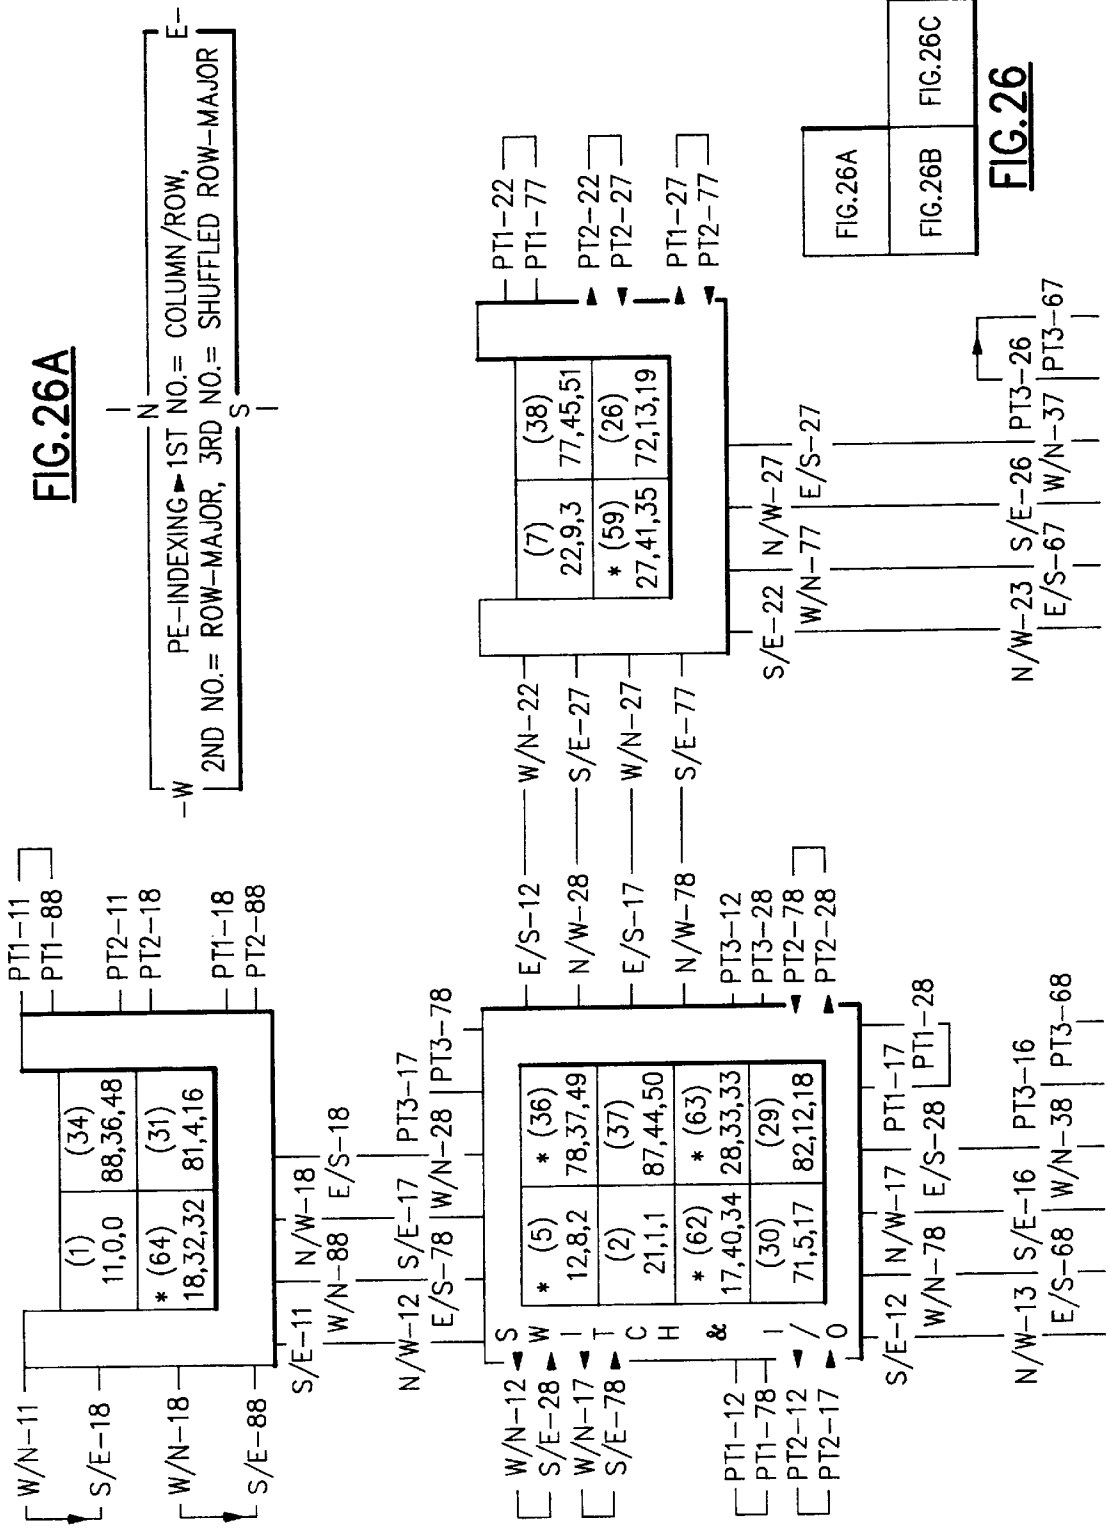 FIG.26A
N
-W
E-
PE-INDEXING►1ST NO.= COLUMN/ROW,
2ND NO.= ROW-MAJOR, 3RD NO.= SHUFFLED ROW-MAJOR
S
W/N-11
S/E-18
W/N-18
S/E-88
(1)
11,0,0
(34)
88,36,48
* (64)
18,32,32
(31)
81,4,16
PT1-11
PT1-88
PT2-11
PT2-18
PT1-18
PT2-88
S/E-11
W/N-88
N/W-18
E/S-18
N/W-12
E/S-78
S/E-17
W/N-28
PT3-17
PT3-78
W/N-12
S/E-28
W/N-17
S/E-78
PT1-12
PT1-78
PT2-12
PT2-17
SWITCH & I/O
* (5)
12,8,2
* (36)
78,37,49
(2)
21,1,1
(37)
87,44,50
* (62)
17,40,34
* (63)
28,33,33
(30)
71,5,17
(29)
82,12,18
E/S-12
W/N-22
N/W-28
S/E-27
E/S-17
W/N-27
N/W-78
S/E-77
PT3-12
PT3-28
PT2-78
PT2-28
S/E-12
W/N-78
N/W-17
E/S-28
PT1-17
PT1-28
N/W-13
E/S-68
S/E-16
W/N-38
PT3-16
PT3-68
(7)
22,9,3
(38)
77,45,51
* (59)
27,41,35
(26)
72,13,19
PT1-22
PT1-77
PT2-22
PT2-27
PT1-27
PT2-77
S/E-22
W/N-77
N/W-27
E/S-27
N/W-23
E/S-67
S/E-26
W/N-37
PT3-26
PT3-67
FIG.26A
FIG.26B
FIG.26C
FIG.26